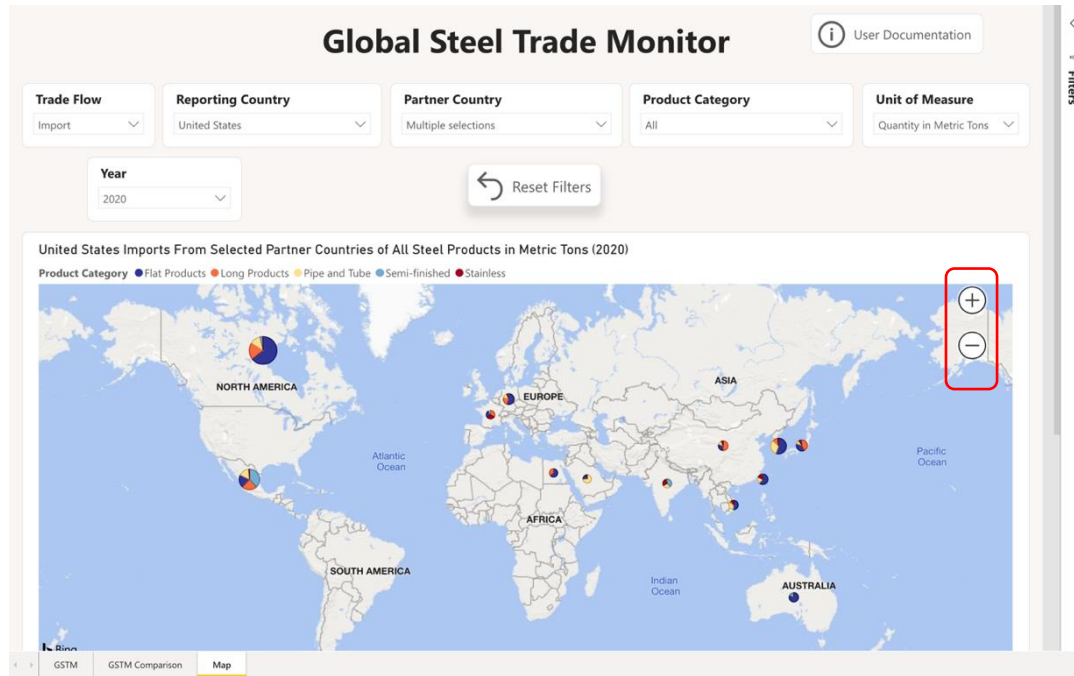 Global Steel Trade Monitor
User Documentation
Filters
Trade Flow
Import
Reporting Country
United States
Partner Country
Multiple selections
Product Category
All
Unit of Measure
Quantity in Metric Tons
Year
2020
Reset Filters
United States Imports From Selected Partner Countries of All Steel Products in Metric Tons (2020)
Product Category Flat Products Long Products Pipe and Tube Semi-finished Stainless
NORTH AMERICA
EUROPE
ASIA
Atlantic
Ocean
Pacific
Ocean
AFRICA
SOUTH AMERICA
Indian
Ocean
AUSTRALIA
Bing
GSTM GSTM Comparison Map